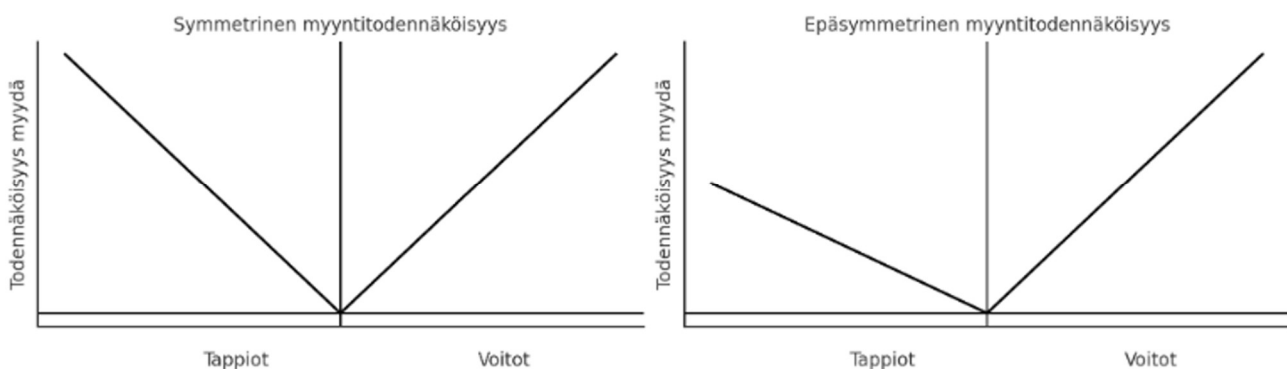 Symmetrinen myyntitodennäköisyys
Todennäköisyys myydä
Tappiot
Voitot
Epäsymmetrinen myyntitodennäköisyys
Todennäköisyys myydä
Tappiot
Voitot